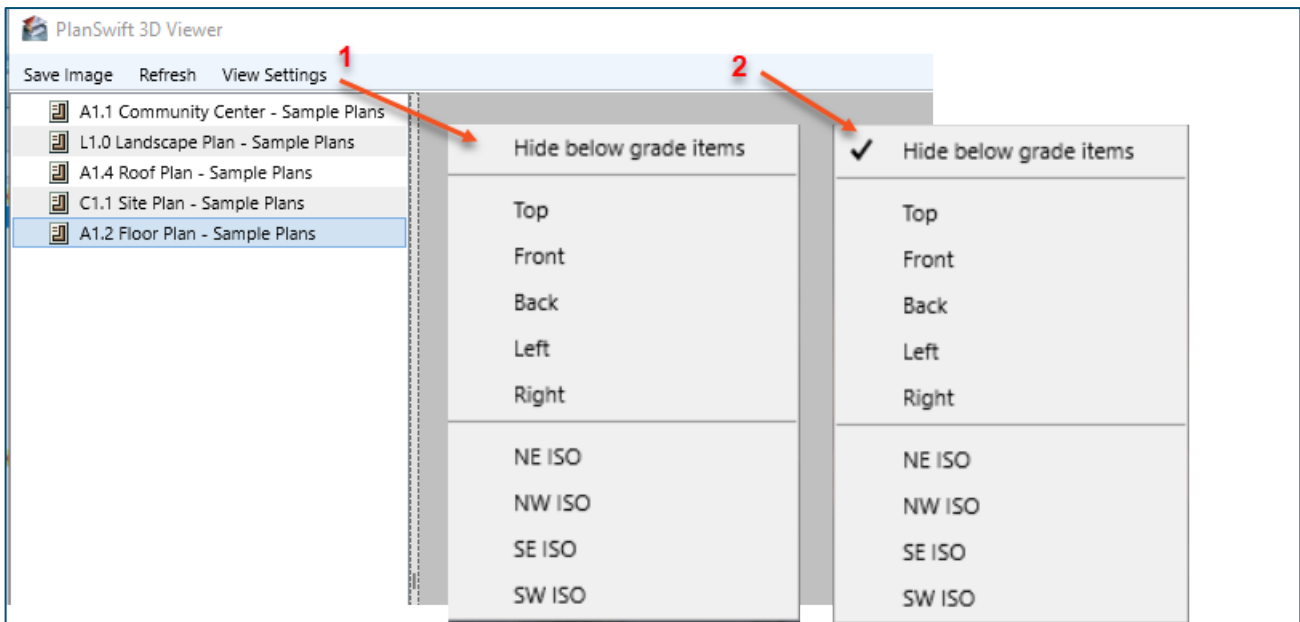 PlanSwift 3D Viewer
Save Image Refresh View Settings
1
2
A1.1 Community Center - Sample Plans
L1.0 Landscape Plan - Sample Plans
A1.4 Roof Plan - Sample Plans
C1.1 Site Plan - Sample Plans
A1.2 Floor Plan - Sample Plans
Hide below grade items
Top
Front
Back
Left
Right
NE ISO
NW ISO
SE ISO
SW ISO
Hide below grade items
Top
Front
Back
Left
Right
NE ISO
NW ISO
SE ISO
SW ISO